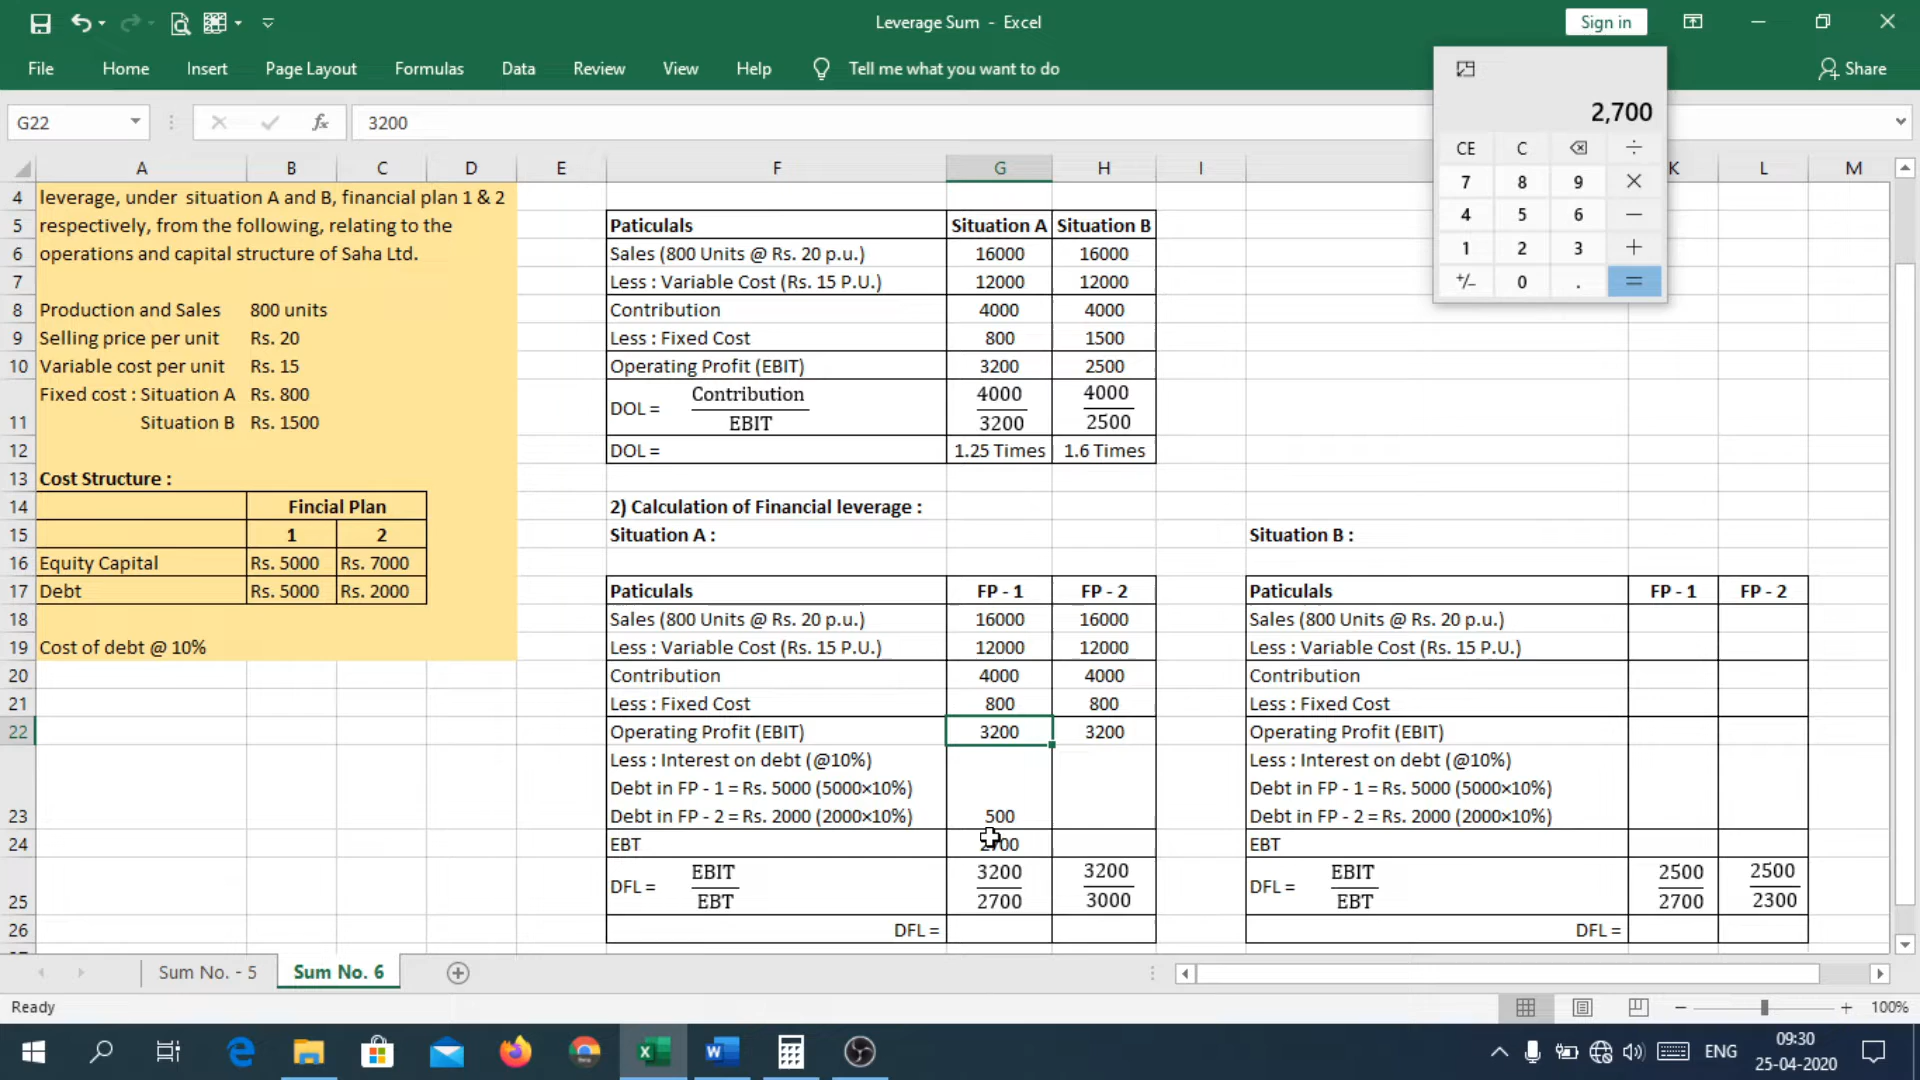 Leverage Sum - Excel
Sign in
File Home Insert Page Layout Formulas Data Review View Help Tell me what you want to do Share
G22 fx 3200
2,700
CE C ÷
7 8 9 ×
4 5 6 −
1 2 3 +
+/− 0 . =
A B C D E F G H I K L M
4 leverage, under situation A and B, financial plan 1 & 2
5 respectively, from the following, relating to the Paticulals Situation A Situation B
6 operations and capital structure of Saha Ltd. Sales (800 Units @ Rs. 20 p.u.) 16000 16000
7 Less : Variable Cost (Rs. 15 P.U.) 12000 12000
8 Production and Sales 800 units Contribution 4000 4000
9 Selling price per unit Rs. 20 Less : Fixed Cost 800 1500
10 Variable cost per unit Rs. 15 Operating Profit (EBIT) 3200 2500
Fixed cost : Situation A Rs. 800 DOL = Contribution 4000 4000
11 Situation B Rs. 1500 EBIT 3200 2500
12 DOL = 1.25 Times 1.6 Times
13 Cost Structure :
14 Fincial Plan 2) Calculation of Financial leverage :
15 1 2 Situation A : Situation B :
16 Equity Capital Rs. 5000 Rs. 7000
17 Debt Rs. 5000 Rs. 2000 Paticulals FP - 1 FP - 2 Paticulals FP - 1 FP - 2
18 Sales (800 Units @ Rs. 20 p.u.) 16000 16000 Sales (800 Units @ Rs. 20 p.u.)
19 Cost of debt @ 10% Less : Variable Cost (Rs. 15 P.U.) 12000 12000 Less : Variable Cost (Rs. 15 P.U.)
20 Contribution 4000 4000 Contribution
21 Less : Fixed Cost 800 800 Less : Fixed Cost
22 Operating Profit (EBIT) 3200 3200 Operating Profit (EBIT)
Less : Interest on debt (@10%) Less : Interest on debt (@10%)
Debt in FP - 1 = Rs. 5000 (5000×10%) Debt in FP - 1 = Rs. 5000 (5000×10%)
23 Debt in FP - 2 = Rs. 2000 (2000×10%) 500 Debt in FP - 2 = Rs. 2000 (2000×10%)
24 EBT 2700 EBT
DFL = EBIT 3200 3200 DFL = EBIT 2500 2500
25 EBT 2700 3000 EBT 2700 2300
26 DFL = DFL =
Sum No. - 5 Sum No. 6
Ready 100%
ENG 09:30
25-04-2020